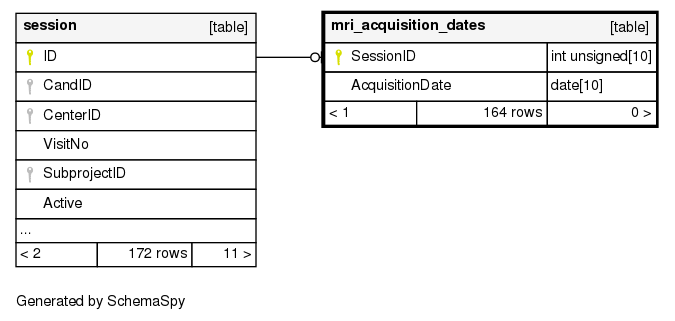 session [table]
ID
CandID
CenterID
VisitNo
SubprojectID
Active
...
< 2 172 rows 11 >
mri_acquisition_dates [table]
SessionID int unsigned[10]
AcquisitionDate date[10]
< 1 164 rows 0 >
Generated by SchemaSpy